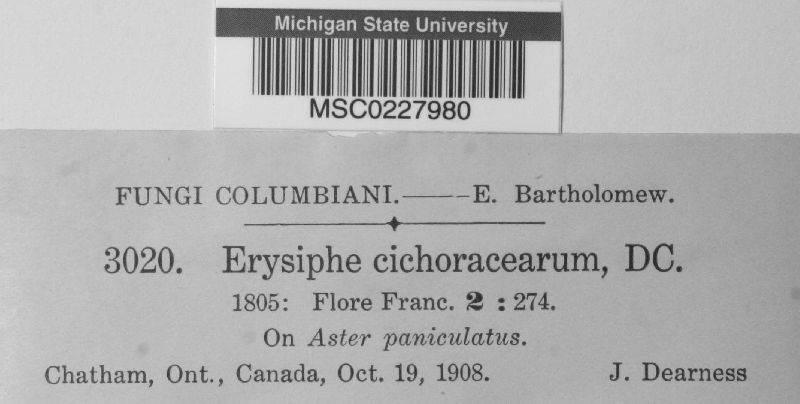 Michigan State University
MSC0227980
FUNGI COLUMBIANI.——E. Bartholomew.
3020. Erysiphe cichoracearum, DC.
1805: Flore Franc. 2 : 274.
On Aster paniculatus.
Chatham, Ont., Canada, Oct. 19, 1908. J. Dearness